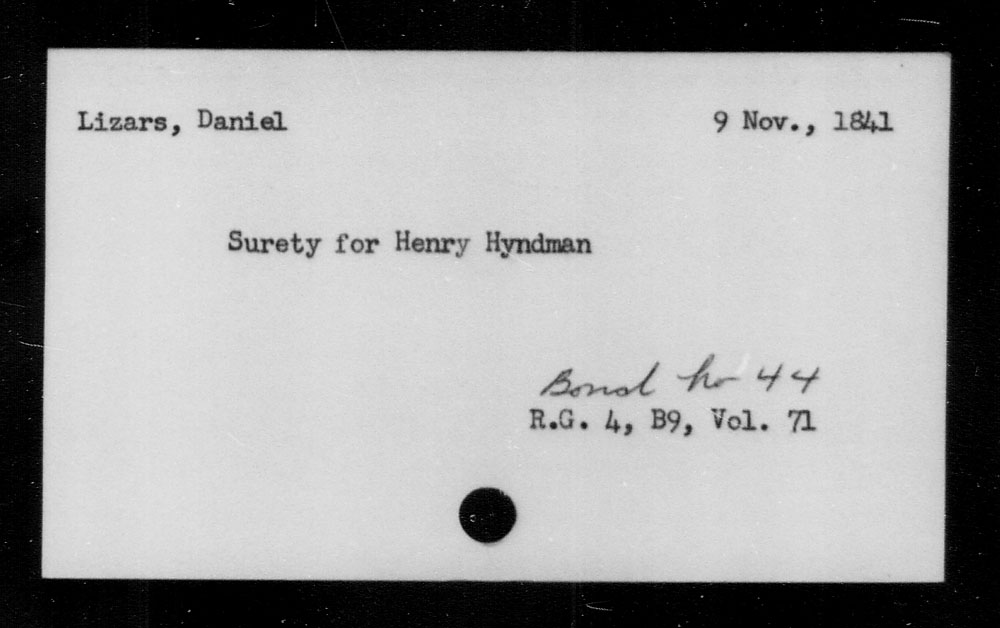 Lizars, Daniel 9 Nov., 1841
Surety for Henry Hyndman
Bond No 44
R.G. 4, B9, Vol. 71